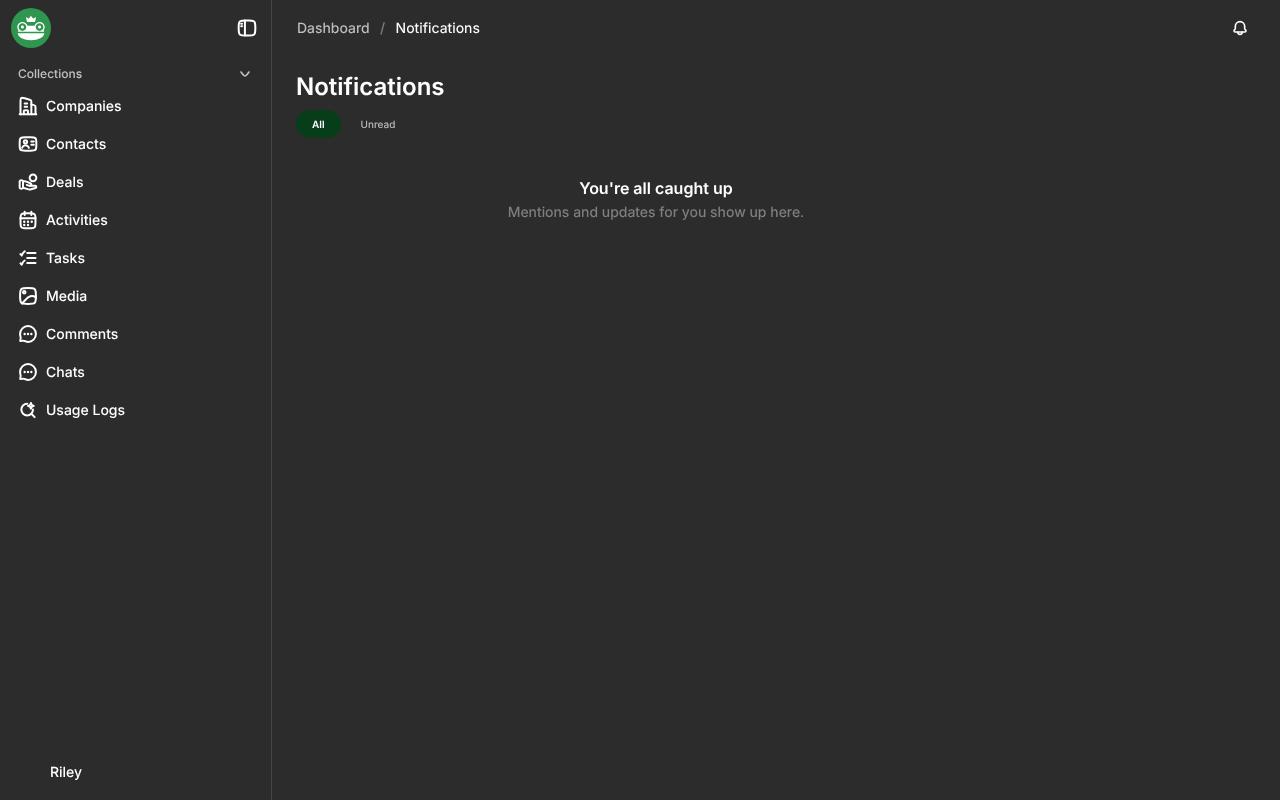 Dashboard / Notifications
Collections
Companies
Contacts
Deals
Activities
Tasks
Media
Comments
Chats
Usage Logs
Riley
Notifications
All
Unread
You're all caught up
Mentions and updates for you show up here.